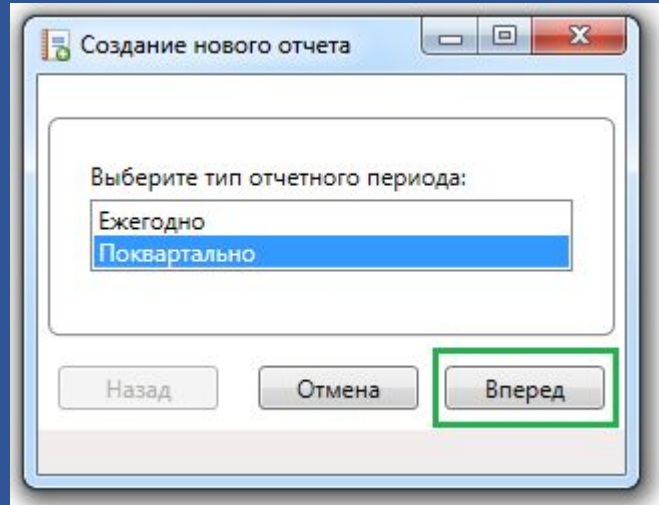 Создание нового отчета
Выберите тип отчетного периода:
Ежегодно
Поквартально
Назад Отмена Вперед